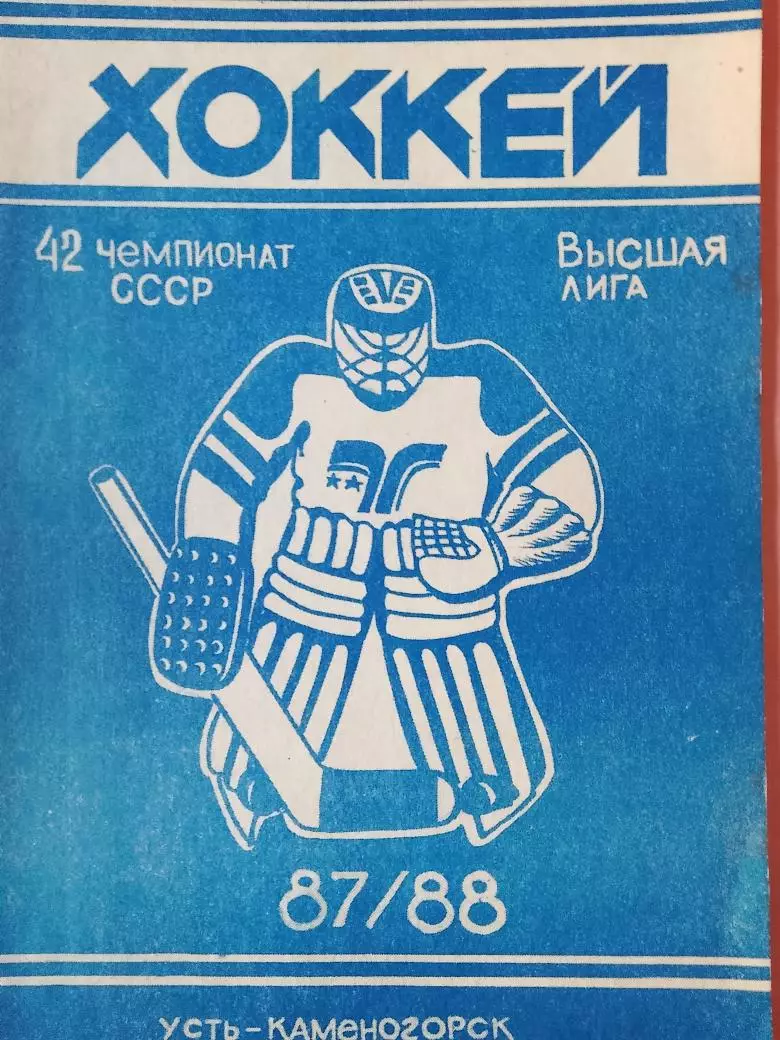 ХОККЕЙ
42 чемпионат
СССР
Высшая
лига
87/88
усть-каменогорск